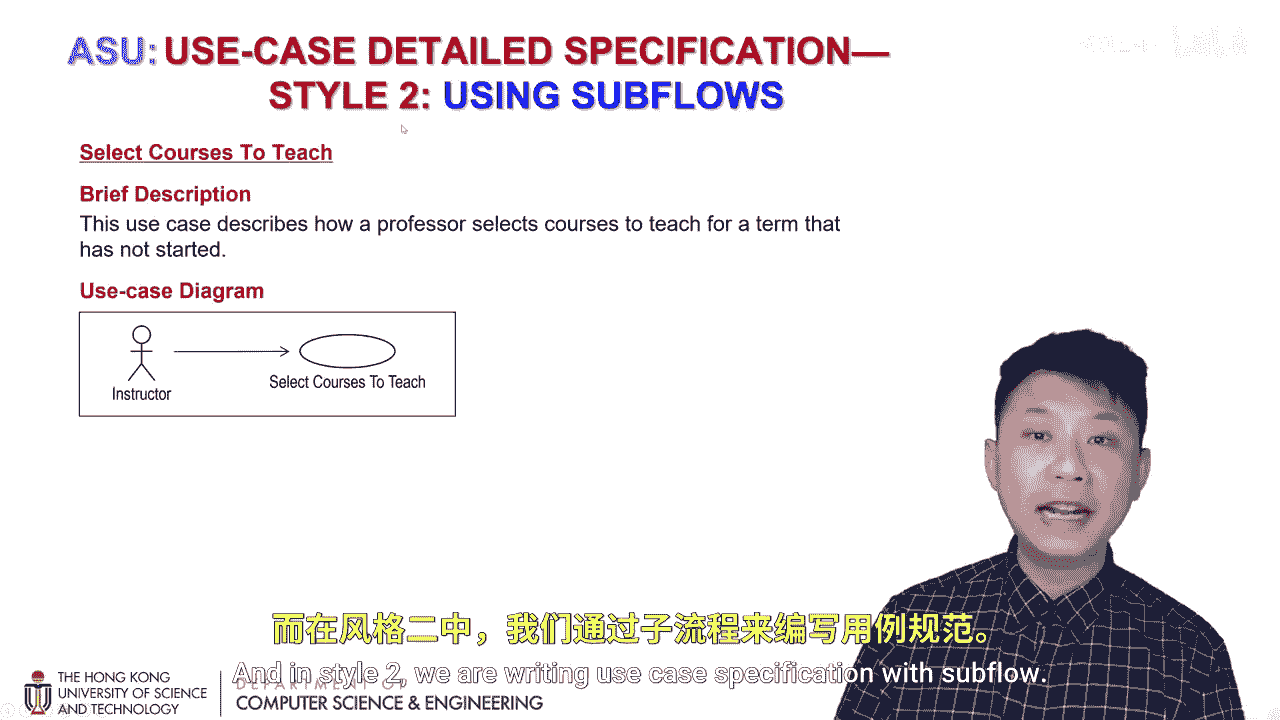 ASU: USE-CASE DETAILED SPECIFICATION—
STYLE 2: USING SUBFLOWS
Select Courses To Teach
Brief Description
This use case describes how a professor selects courses to teach for a term that
has not started.
Use-case Diagram
Instructor
Select Courses To Teach
而在风格二中，我们通过子流程来编写用例规范。
And in style 2, we are writing use case specification with subflow.
THE HONG KONG
UNIVERSITY OF SCIENCE
AND TECHNOLOGY
DEPARTMENT OF
COMPUTER SCIENCE & ENGINEERING